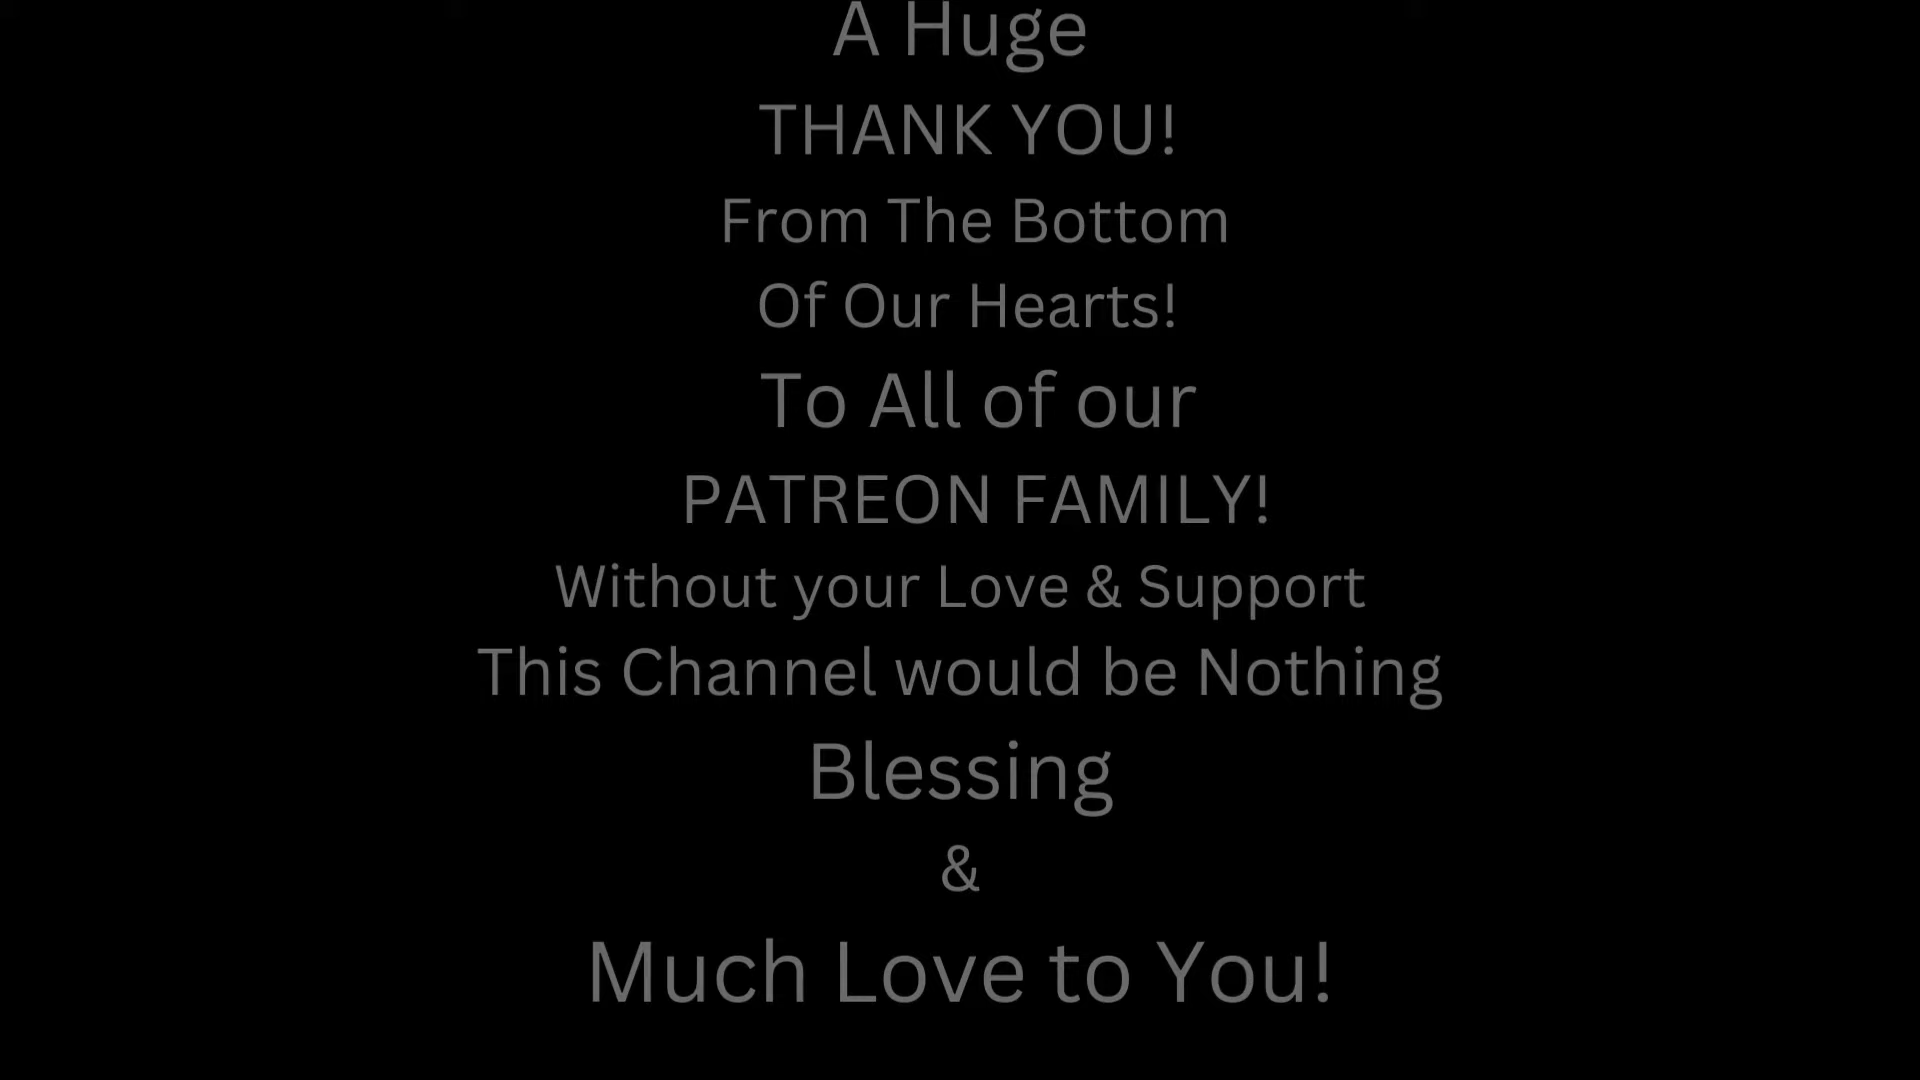 A Huge
THANK YOU!
From The Bottom
Of Our Hearts!
To All of our
PATREON FAMILY!
Without your Love & Support
This Channel would be Nothing
Blessing
&
Much Love to You!